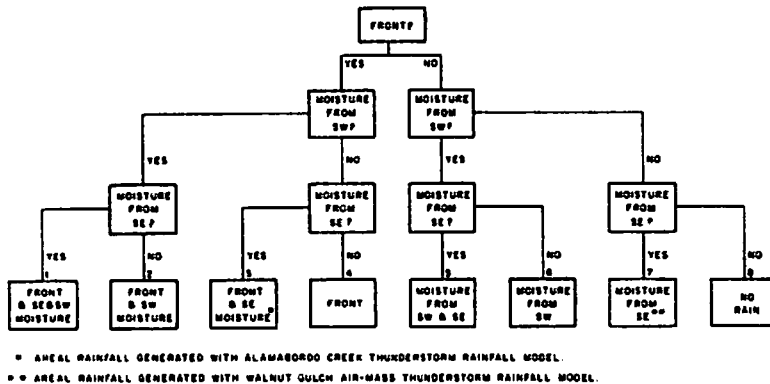 FRONT?
YES NO
MOISTURE FROM SW? MOISTURE FROM SW?
YES NO YES NO
MOISTURE FROM SE? MOISTURE FROM SE? MOISTURE FROM SE? MOISTURE FROM SE?
YES NO YES NO YES NO YES NO
1 2 3 4 5 6 7 8
FRONT & SE&SW MOISTURE
FRONT & SW MOISTURE
FRONT & SE MOISTURE*
FRONT
MOISTURE FROM SW & SE
MOISTURE FROM SW
MOISTURE FROM SE**
NO RAIN
* AREAL RAINFALL GENERATED WITH ALAMABORDO CREEK THUNDERSTORM RAINFALL MODEL.
** AREAL RAINFALL GENERATED WITH WALNUT GULCH AIR-MASS THUNDERSTORM RAINFALL MODEL.